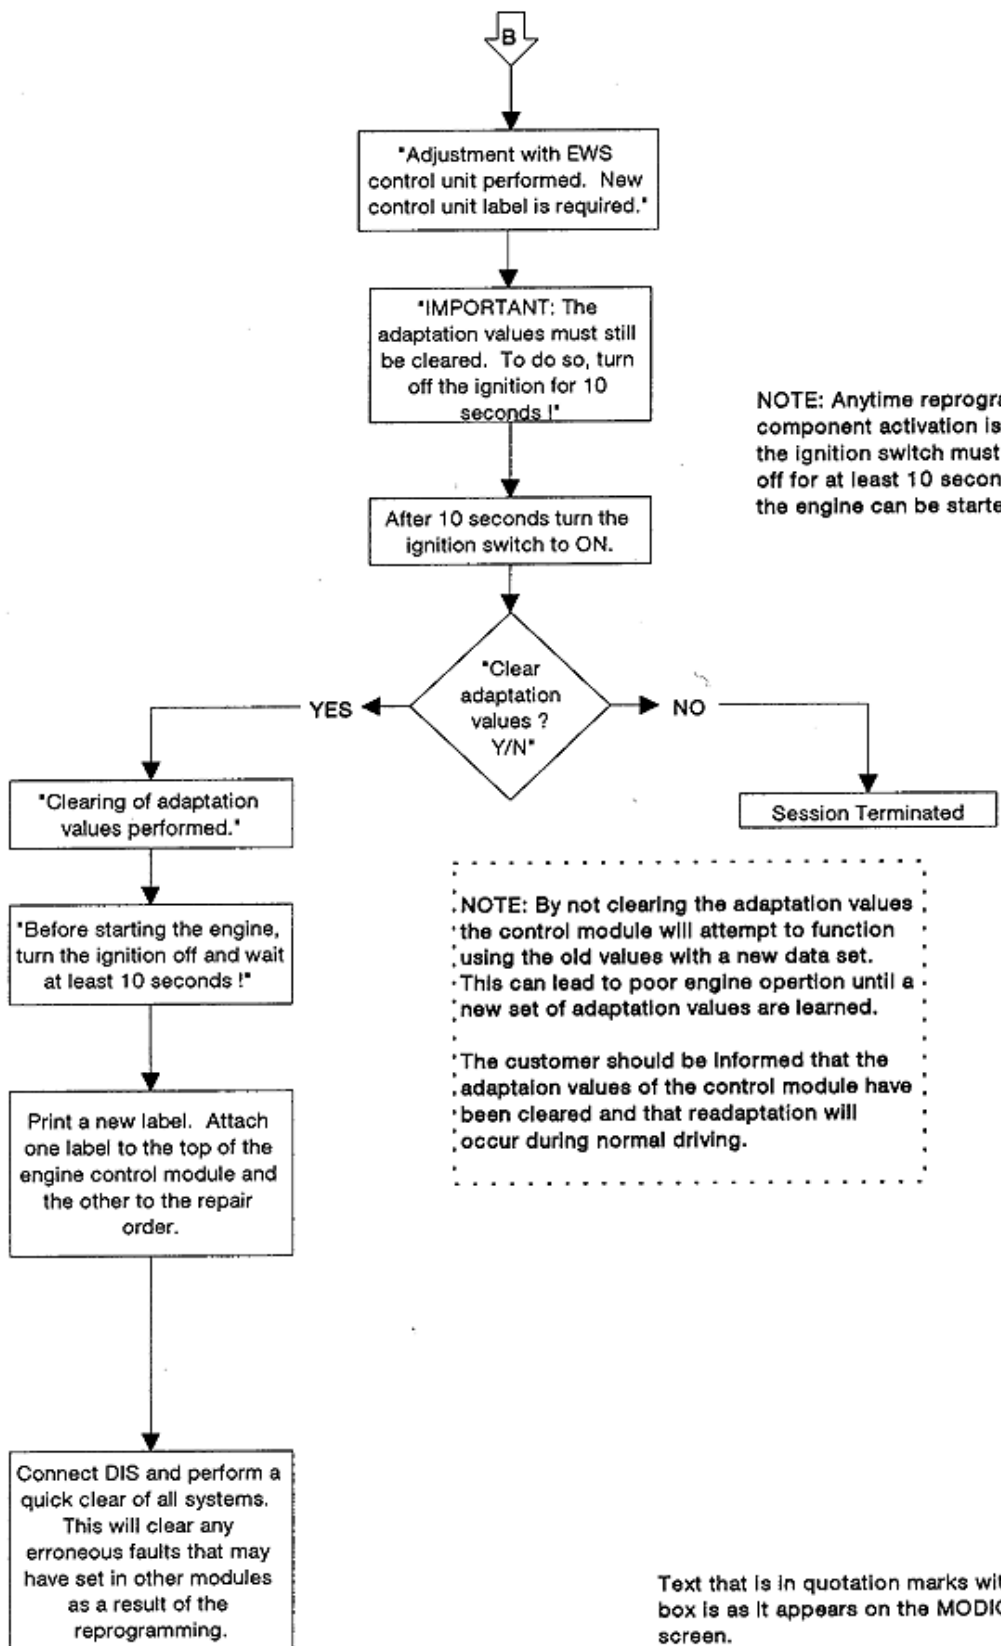 B
"Adjustment with EWS
control unit performed. New
control unit label is required."
"IMPORTANT: The
adaptation values must still
be cleared. To do so, turn
off the ignition for 10
seconds !"
NOTE: Anytime reprogra
component activation is
the ignition switch must
off for at least 10 secon
the engine can be starte
After 10 seconds turn the
ignition switch to ON.
"Clear
adaptation
values ?
Y/N"
YES
NO
"Clearing of adaptation
values performed."
Session Terminated
"Before starting the engine,
turn the ignition off and wait
at least 10 seconds !"
NOTE: By not clearing the adaptation values
the control module will attempt to function
using the old values with a new data set.
This can lead to poor engine opertion until a
new set of adaptation values are learned.
The customer should be informed that the
adaptaion values of the control module have
been cleared and that readaptation will
occur during normal driving.
Print a new label. Attach
one label to the top of the
engine control module and
the other to the repair
order.
Connect DIS and perform a
quick clear of all systems.
This will clear any
erroneous faults that may
have set in other modules
as a result of the
reprogramming.
Text that is in quotation marks wit
box is as it appears on the MODIC
screen.